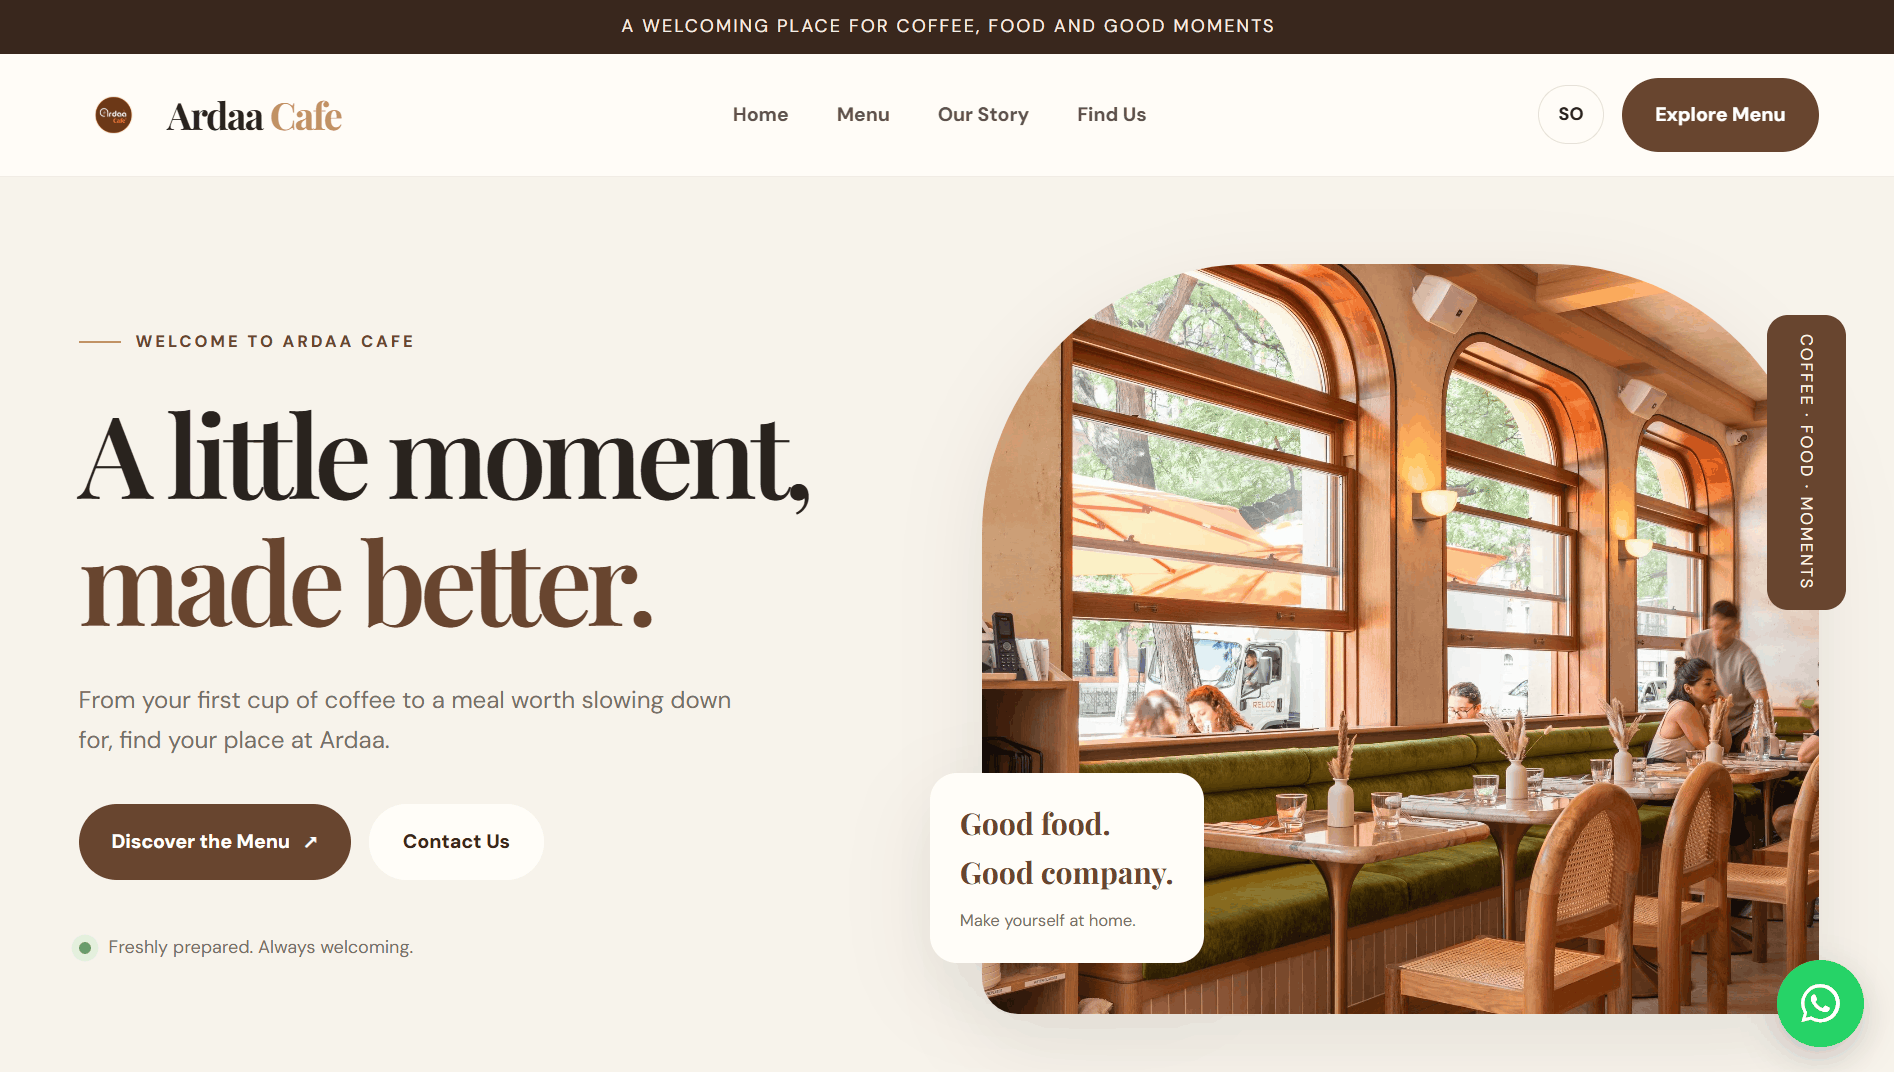 A WELCOMING PLACE FOR COFFEE, FOOD AND GOOD MOMENTS
Ardaa Cafe
Ardaa Cafe
Home
Menu
Our Story
Find Us
SO
Explore Menu
WELCOME TO ARDAA CAFE
A little moment,
made better.
From your first cup of coffee to a meal worth slowing down
for, find your place at Ardaa.
Discover the Menu ↗
Contact Us
Freshly prepared. Always welcoming.
COFFEE · FOOD · MOMENTS
RELOQ
Good food.
Good company.
Make yourself at home.